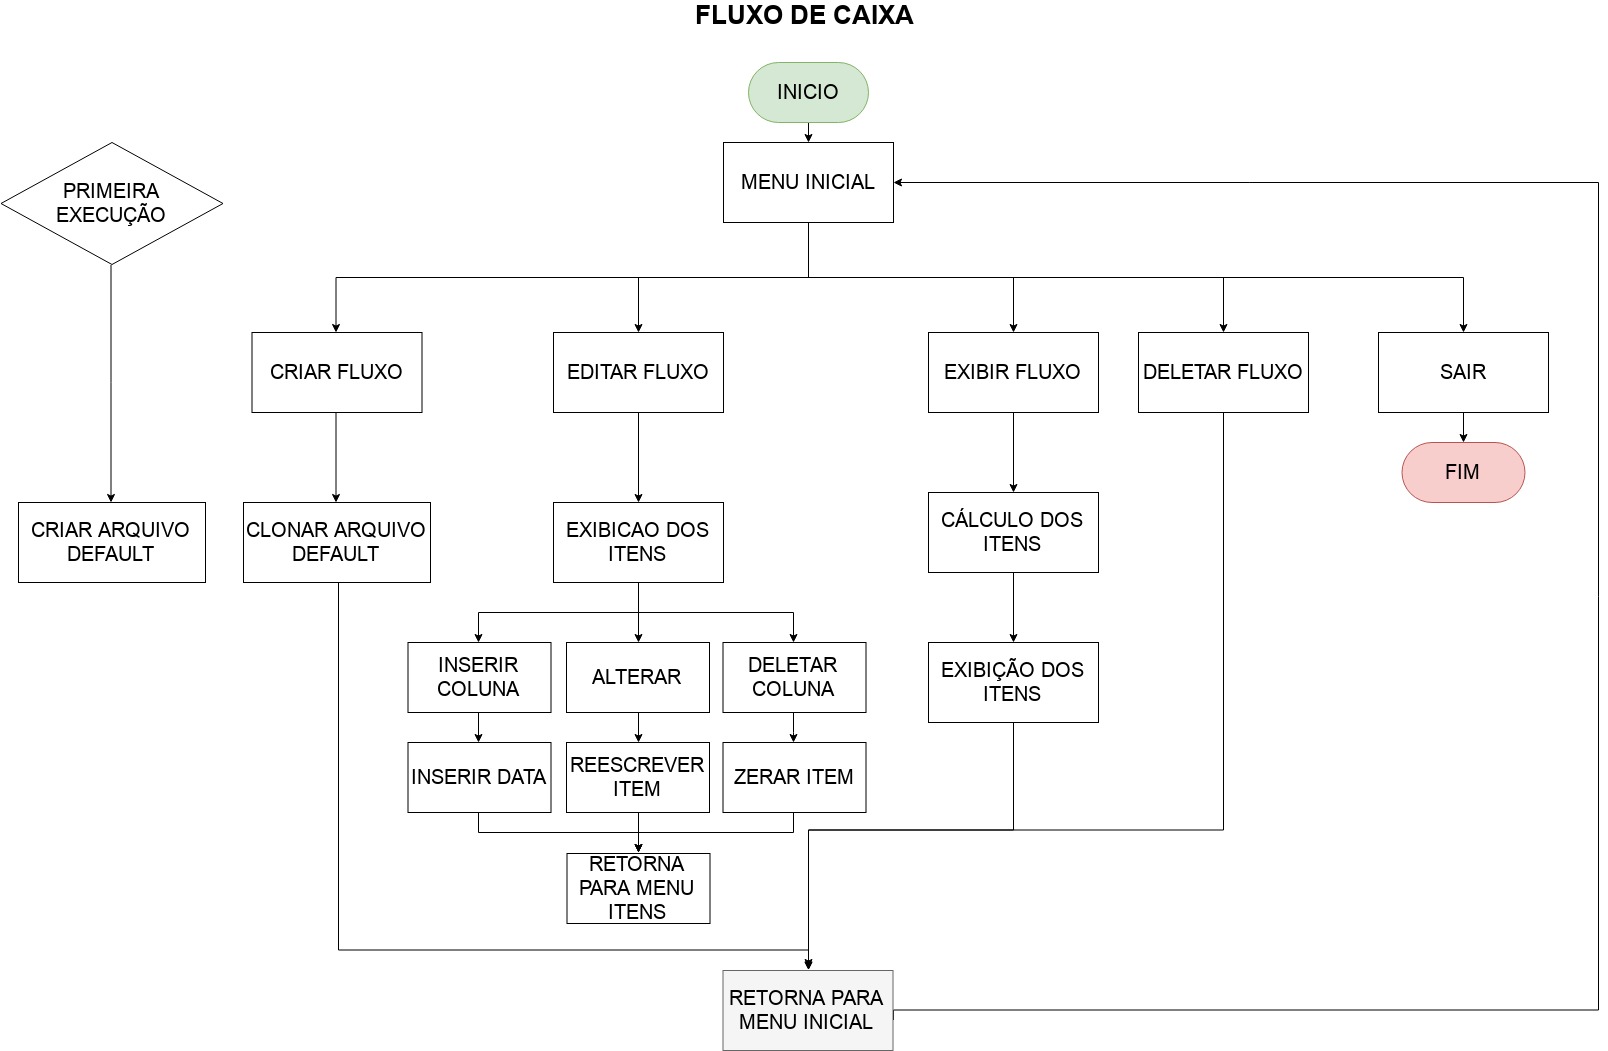 FLUXO DE CAIXA
INICIO
MENU INICIAL
PRIMEIRA
EXECUÇÃO
CRIAR FLUXO
EDITAR FLUXO
EXIBIR FLUXO
DELETAR FLUXO
SAIR
FIM
CRIAR ARQUIVO
DEFAULT
CLONAR ARQUIVO
DEFAULT
EXIBICAO DOS
ITENS
CÁLCULO DOS
ITENS
INSERIR
COLUNA
ALTERAR
DELETAR
COLUNA
EXIBIÇÃO DOS
ITENS
INSERIR DATA
REESCREVER
ITEM
ZERAR ITEM
RETORNA
PARA MENU
ITENS
RETORNA PARA
MENU INICIAL